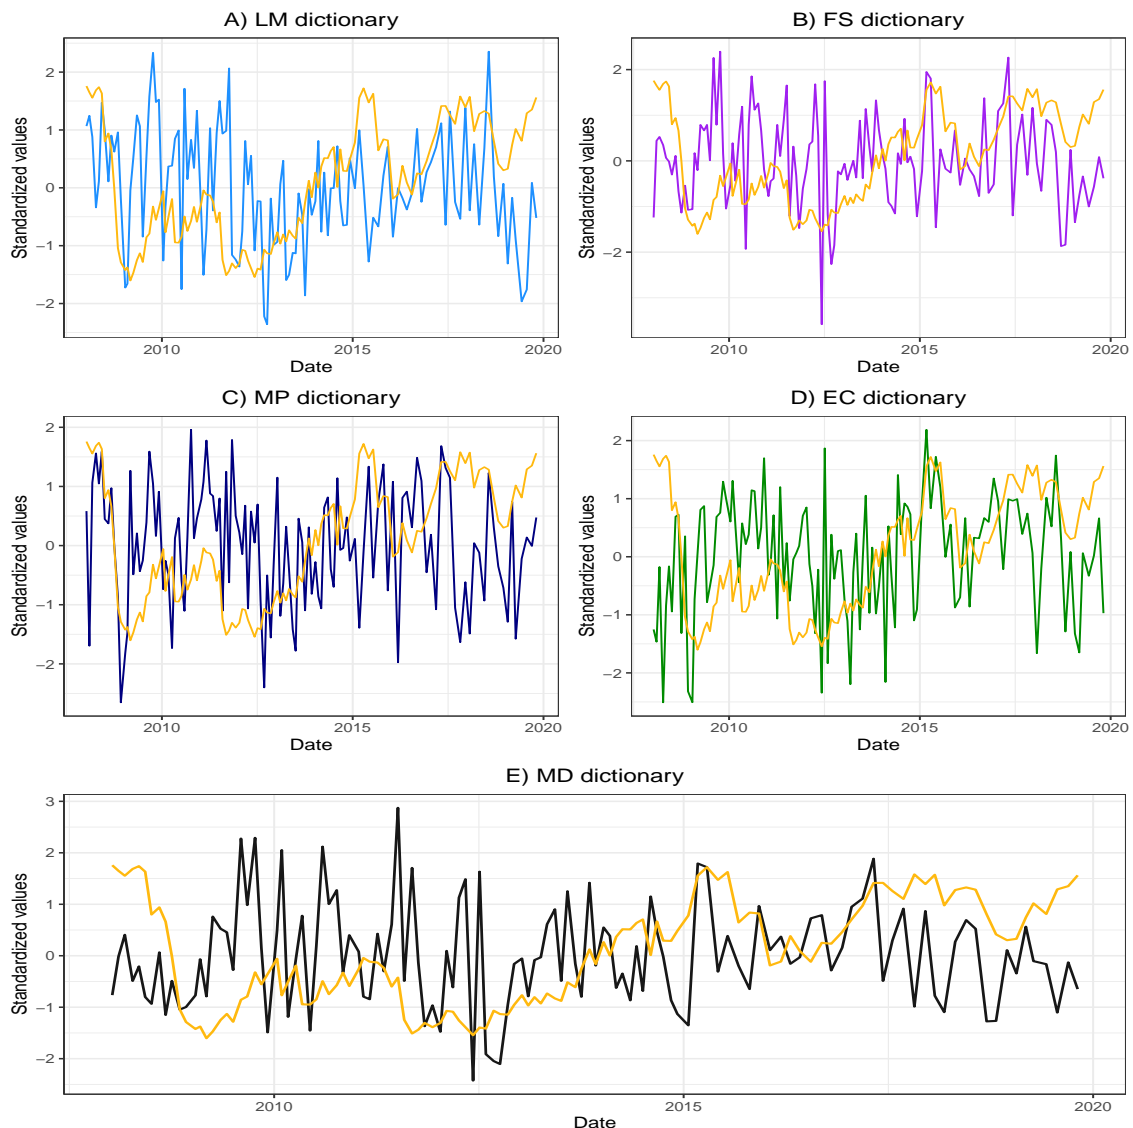 A) LM dictionary
Standardized values
2
1
0
−1
−2
2010
2015
2020
Date
B) FS dictionary
Standardized values
2
0
−2
2010
2015
2020
Date
C) MP dictionary
Standardized values
2
1
0
−1
−2
2010
2015
2020
Date
D) EC dictionary
Standardized values
2
1
0
−1
−2
2010
2015
2020
Date
E) MD dictionary
Standardized values
3
2
1
0
−1
−2
2010
2015
2020
Date